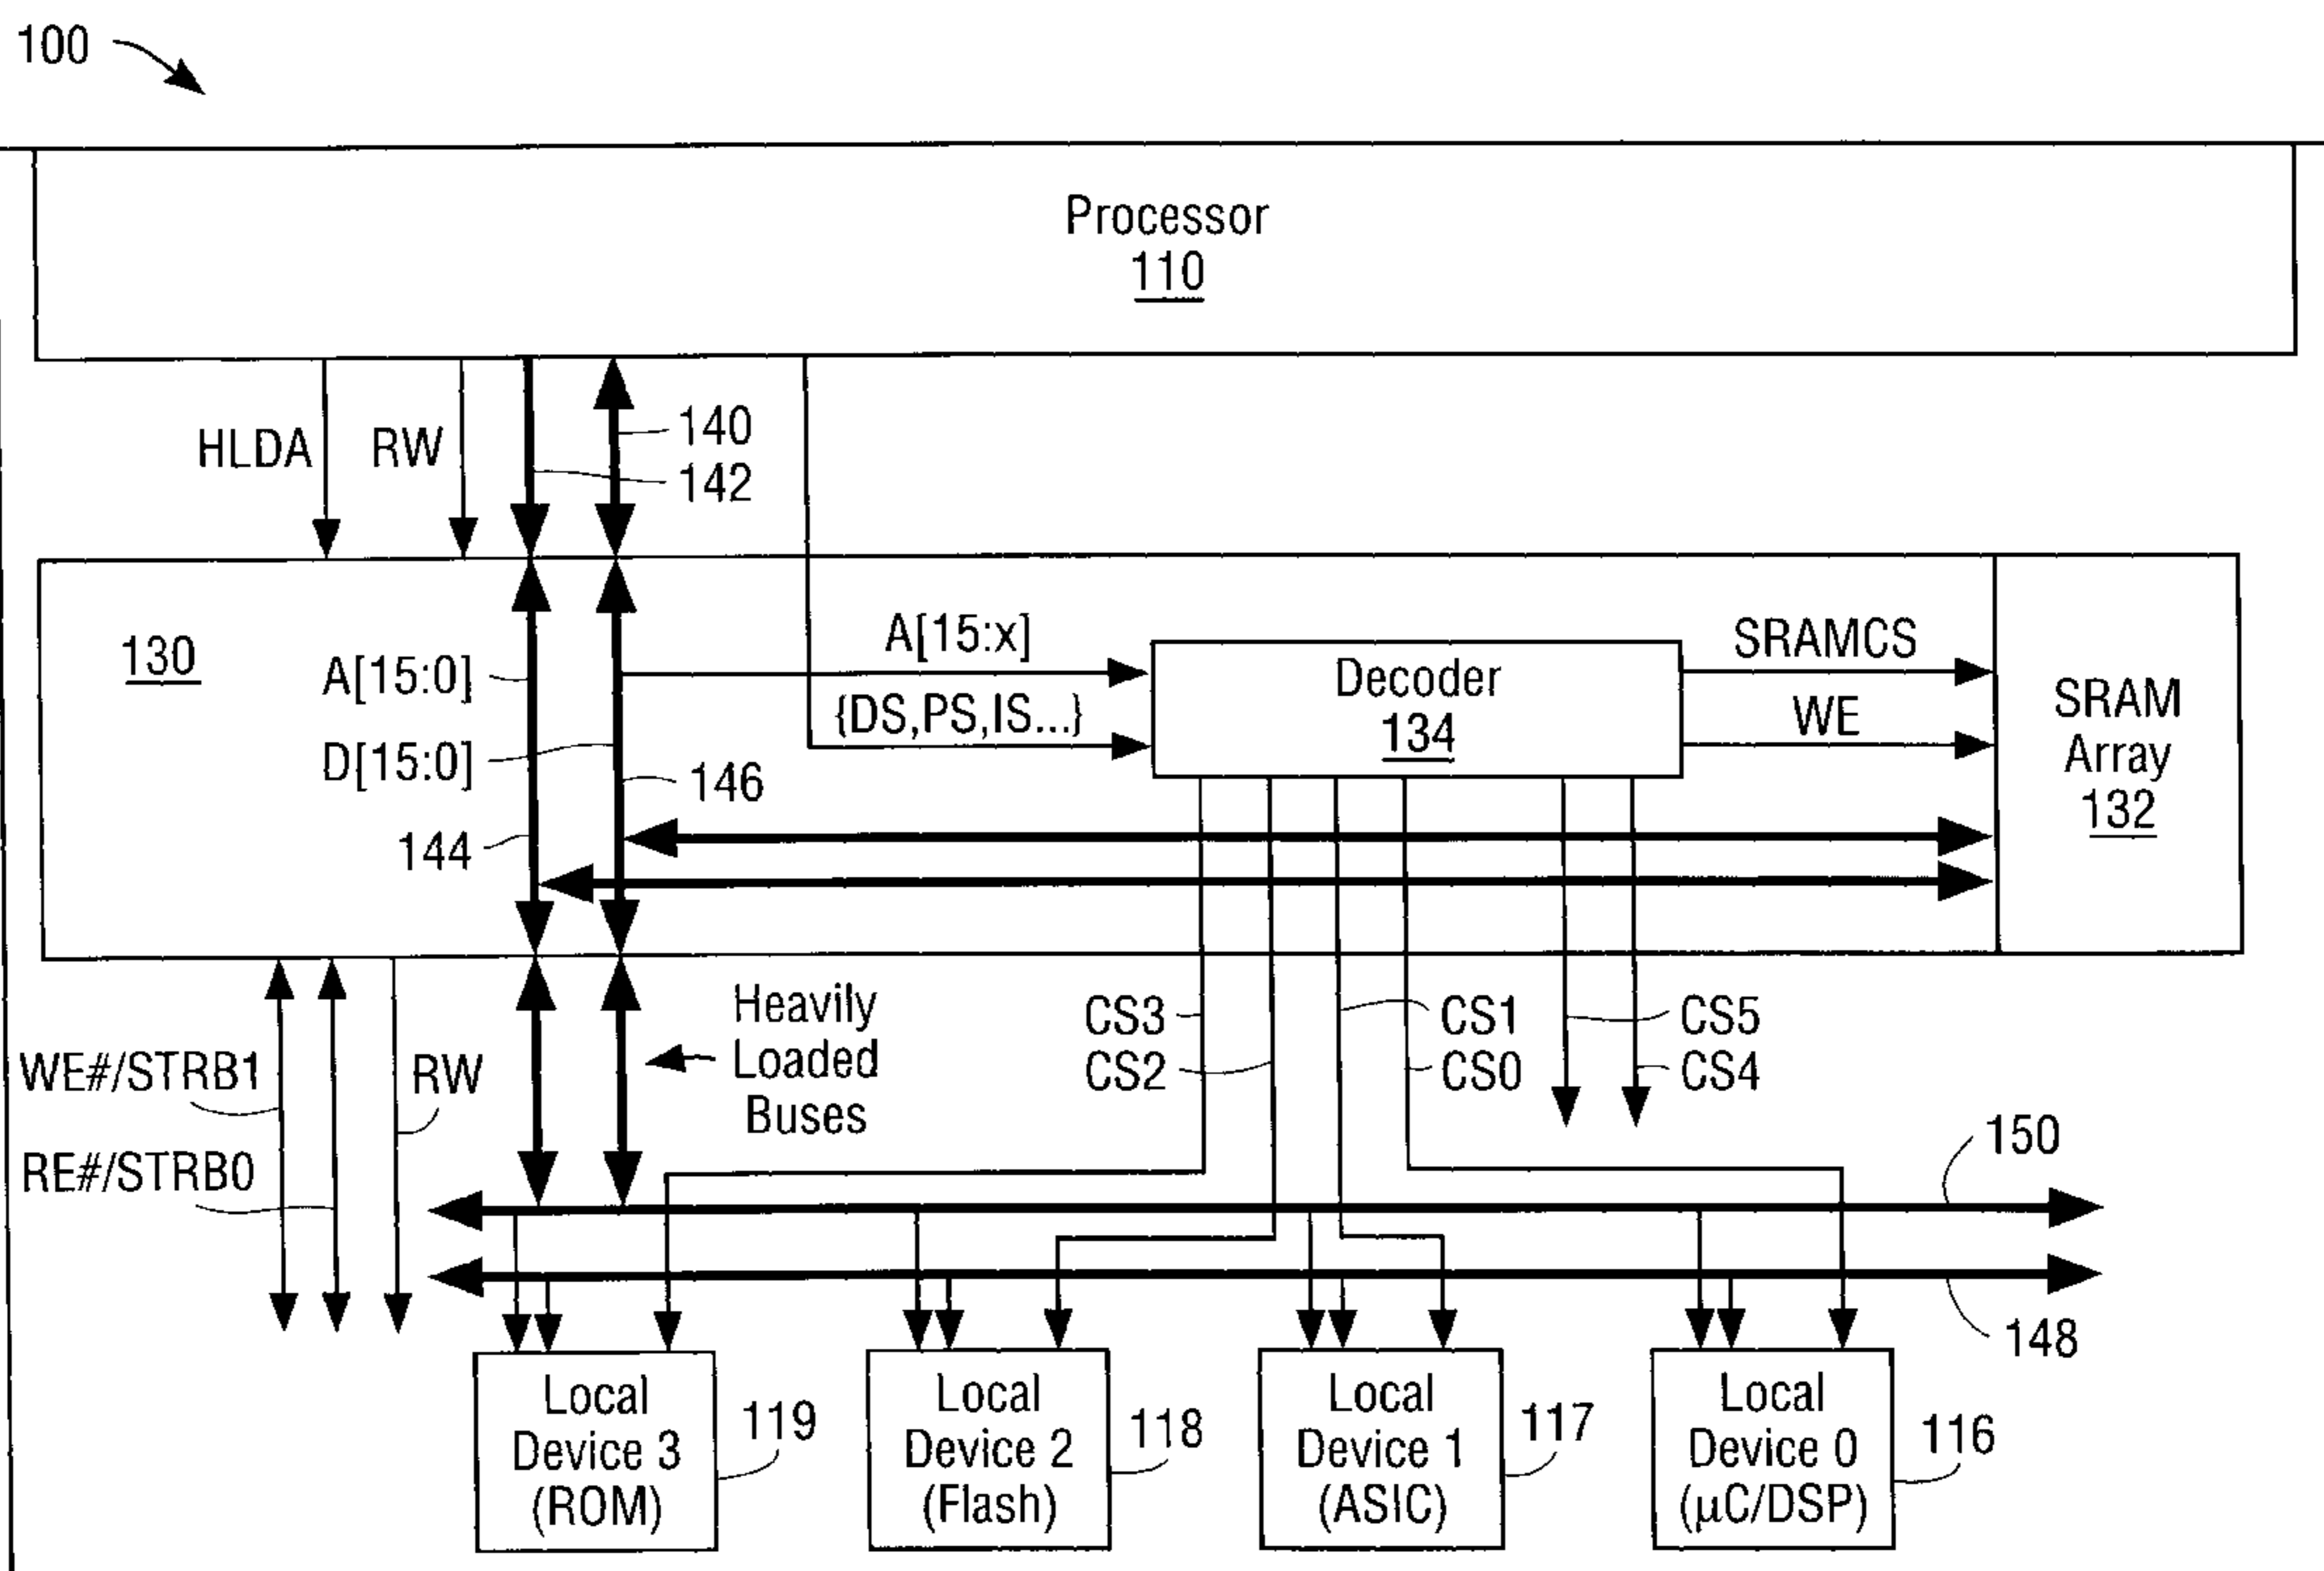 100
Processor
110
HLDA
RW
140
142
130
A[15:0]
D[15:0]
146
144
A[15:x]
{DS,PS,IS...}
Decoder
134
SRAMCS
WE
SRAM
Array
132
Heavily
Loaded
Buses
WE#/STRB1
RW
RE#/STRB0
CS3
CS2
CS1
CS0
CS5
CS4
150
148
Local
Device 3
(ROM)
119
Local
Device 2
(Flash)
118
Local
Device 1
(ASIC)
117
Local
Device 0
(µC/DSP)
116